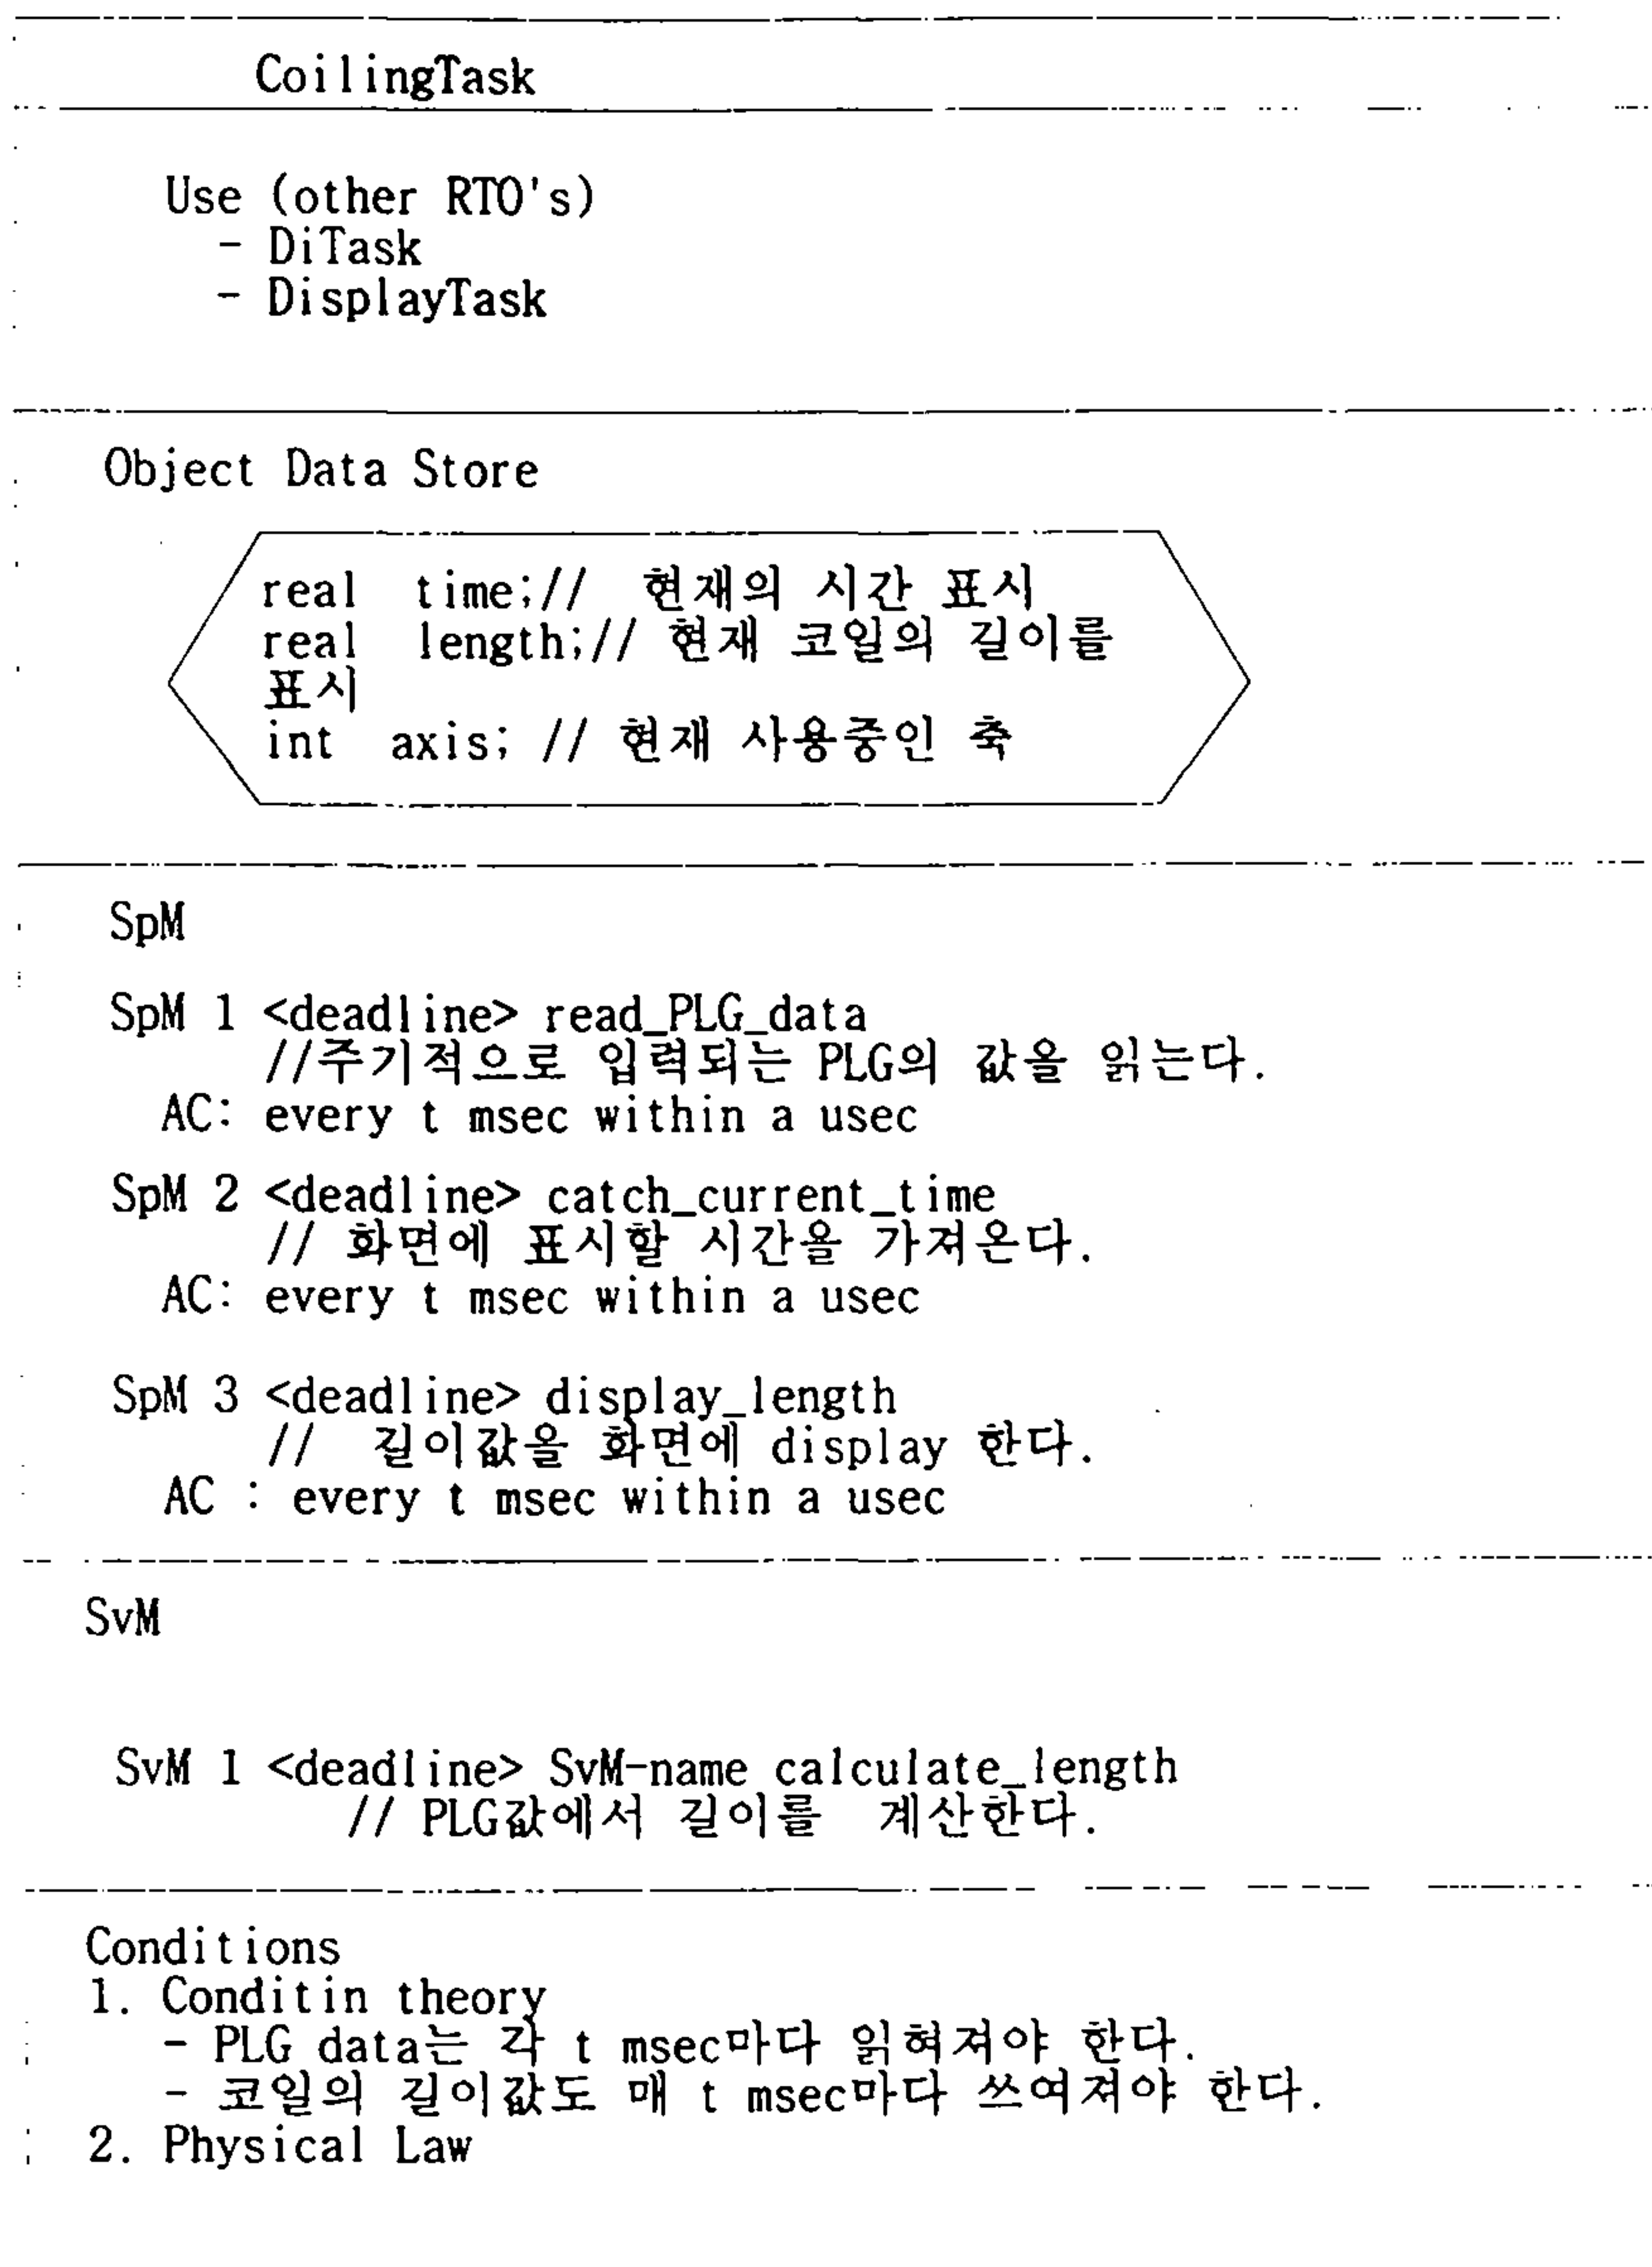 CoilingTask
Use (other RTO's)
- DiTask
- DisplayTask
Object Data Store
real time;// 현재의 시간 표시
real length;// 현재 코일의 길이를
표시
int axis; // 현재 사용중인 축
SpM
SpM 1 <deadline> read_PLG_data
//주기적으로 입력되는 PLG의 값을 읽는다.
AC: every t msec within a usec
SpM 2 <deadline> catch_current_time
// 화면에 표시할 시간을 가져온다.
AC: every t msec within a usec
SpM 3 <deadline> display_length
// 길이값을 화면에 display 한다.
AC : every t msec within a usec
SvM
SvM 1 <deadline> SvM-name calculate_length
// PLG값에서 길이를 계산한다.
Conditions
1. Conditin theory
- PLG data는 각 t msec마다 읽혀져야 한다.
- 코일의 길이값도 매 t msec마다 쓰여져야 한다.
2. Physical Law